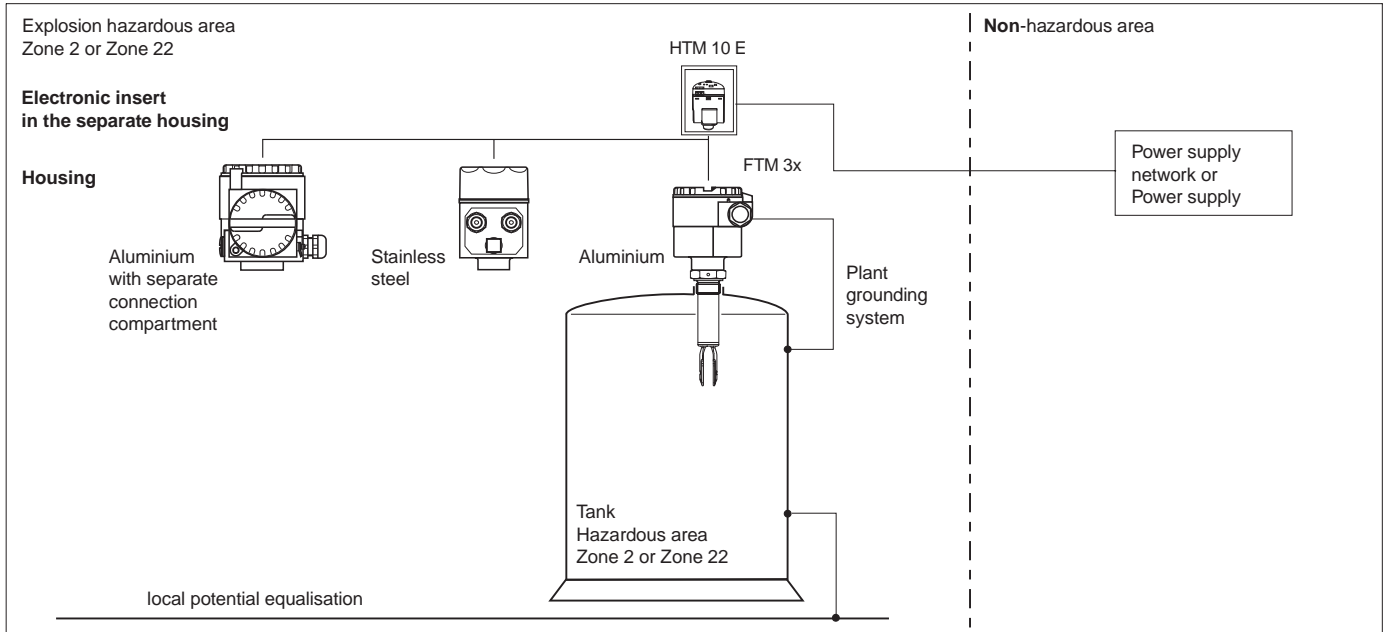 Explosion hazardous area
Zone 2 or Zone 22
Non-hazardous area
HTM 10 E
Electronic insert
in the separate housing
Housing
FTM 3x
Power supply
network or
Power supply
Aluminium
with separate
connection
compartment
Stainless
steel
Aluminium
Plant
grounding
system
Tank
Hazardous area
Zone 2 or Zone 22
local potential equalisation